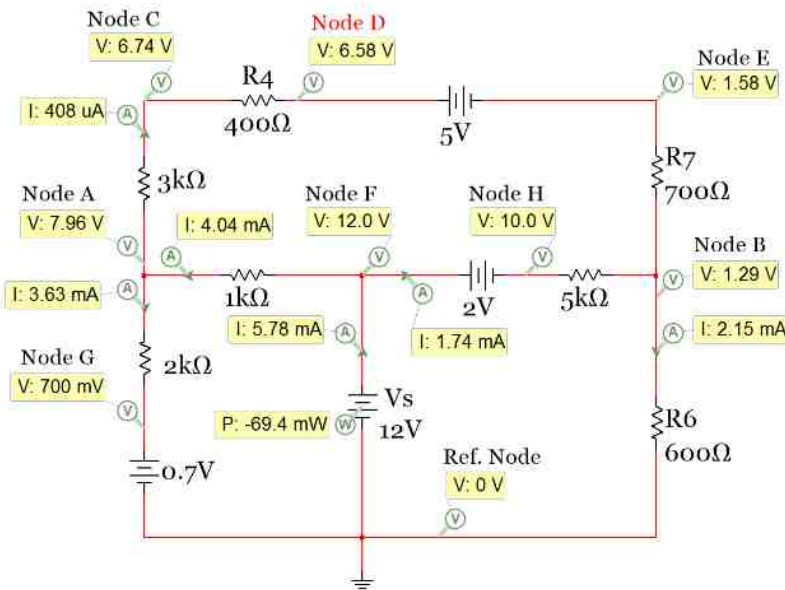 Node C
V: 6.74 V
Node D
V: 6.58 V
Node E
V: 1.58 V
R4
I: 408 uA
A
V
V
V
400Ω
5V
R7
700Ω
3kΩ
Node A
V: 7.96 V
V
I: 4.04 mA
A
Node F
V: 12.0 V
V
Node H
V: 10.0 V
V
Node B
V: 1.29 V
V
I: 3.63 mA
A
1kΩ
2V
5kΩ
A
I: 1.74 mA
I: 5.78 mA
A
I: 2.15 mA
A
Node G
V: 700 mV
V
2kΩ
P: -69.4 mW
W
Vs
12V
R6
600Ω
0.7V
Ref. Node
V: 0 V
V